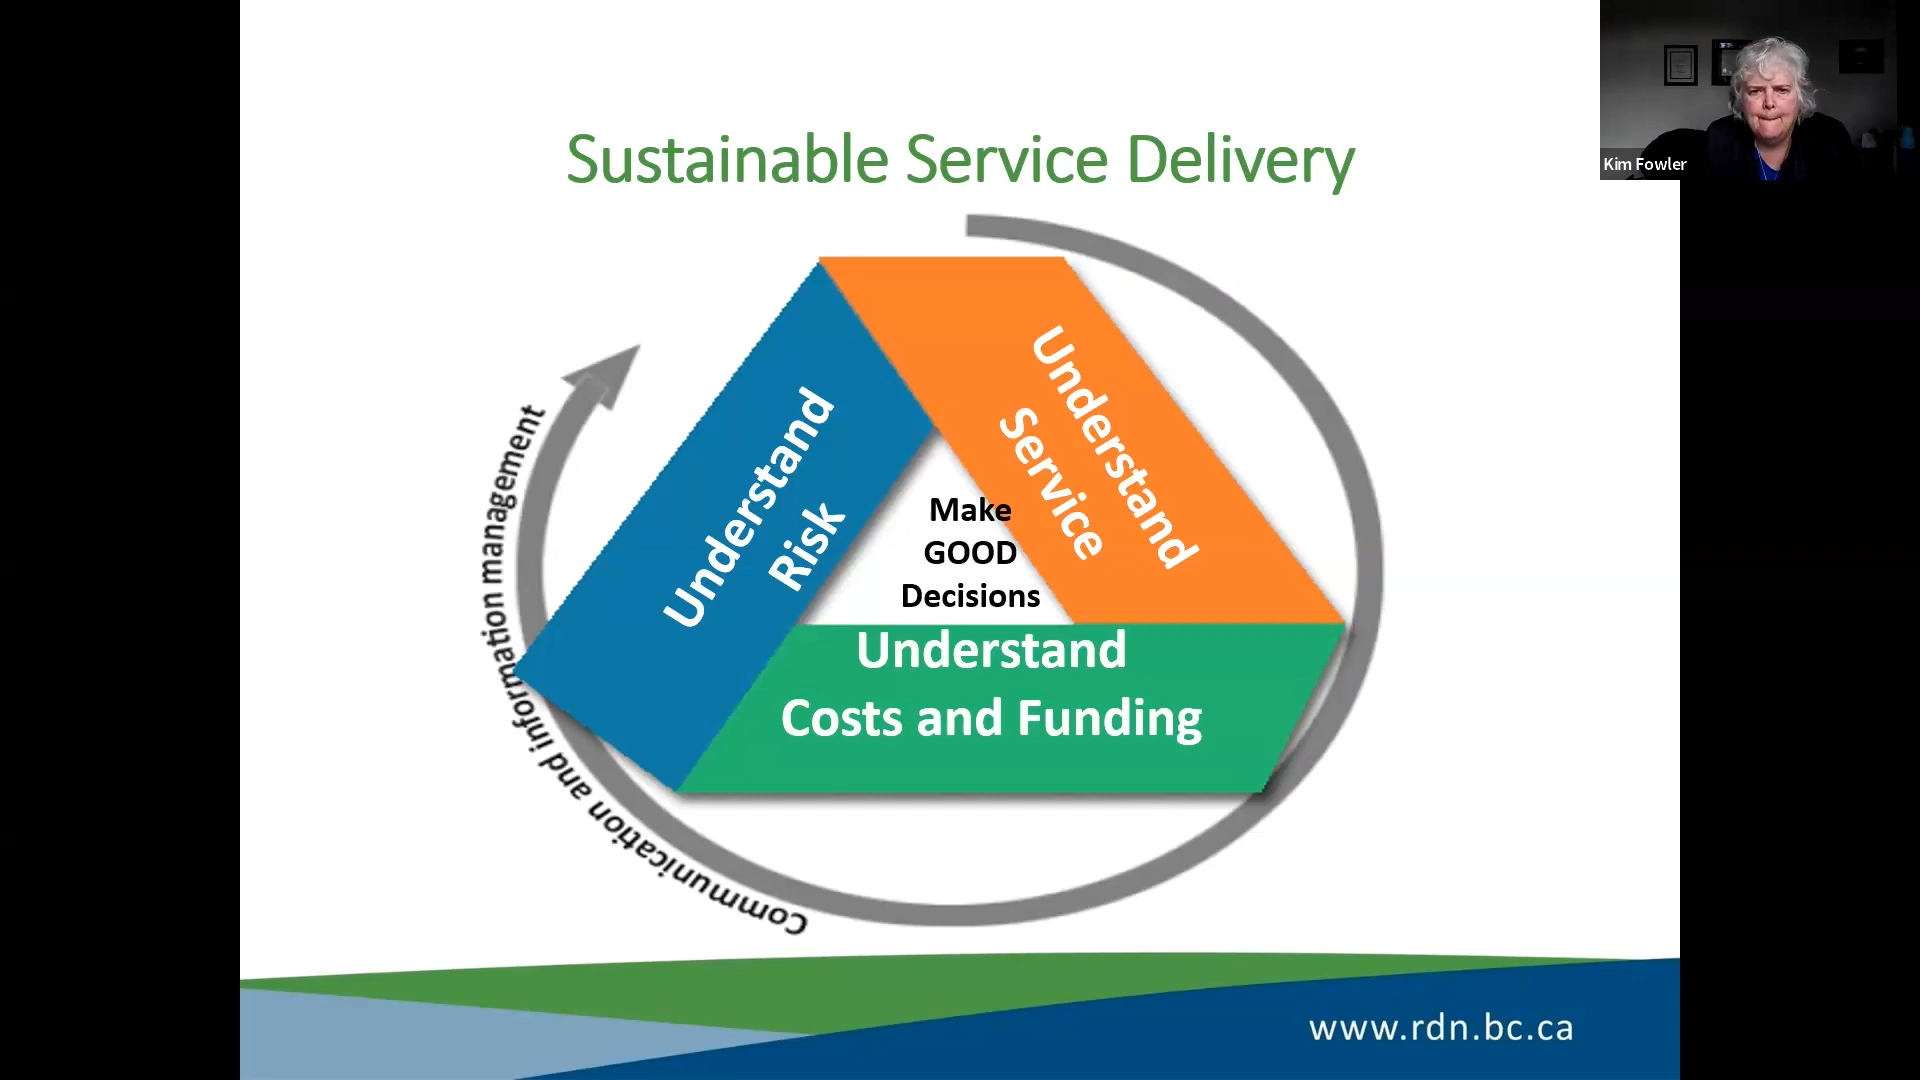 Kim Fowler
Sustainable Service Delivery
Understand
Risk
Understand
Service
Make
GOOD
Decisions
Understand
Costs and Funding
Communication and information management
www.rdn.bc.ca